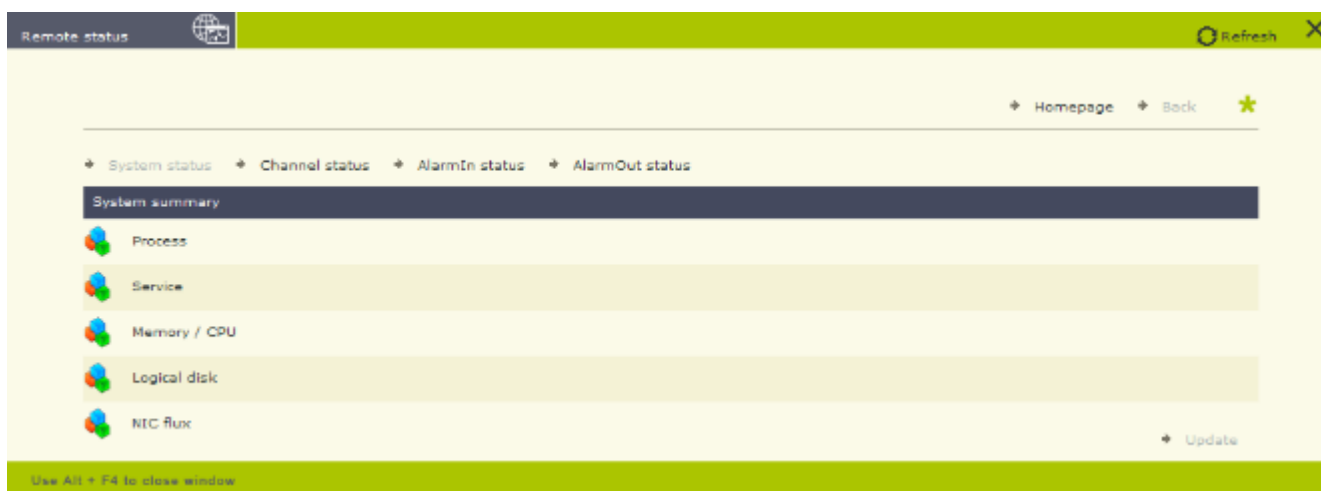 Remote status
Refresh
Homepage Back
System status Channel status AlarmIn status AlarmOut status
System summary
Process
Service
Memory / CPU
Logical disk
NIC flux
Update
Use Alt + F4 to close window